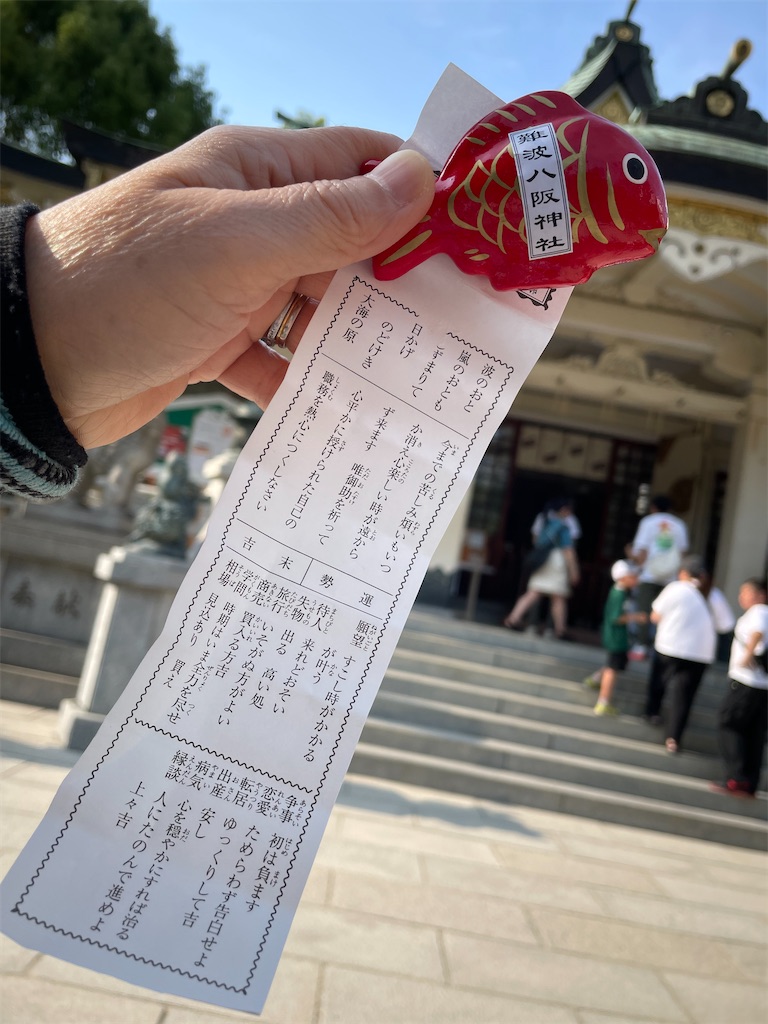 難波八阪神社
波のおと
嵐のおとも
しずまりて
日かげ
のどけき
大海の原
今までの苦しみ煩いもいつ
か消え心楽しい時が遠から
ず来ます 唯御助を祈って
心平かに授けられた自己の
職務を熱心につくしなさい
運勢
末吉
願望 すこし時がかかる
が叶う
待人 来れどおそい
失物 出る 高い処
旅行 いそがぬ方がよい
商売 買入る方吉
学問 時期はいま全力を尽せ
相場 見込あり 買え
争事 初は負ます
恋愛 ためらわず告白せよ
転居 ゆっくりして吉
出産 安し
病気 心を穏やかにすれば治る
縁談 人にたのんで進めよ
上々吉